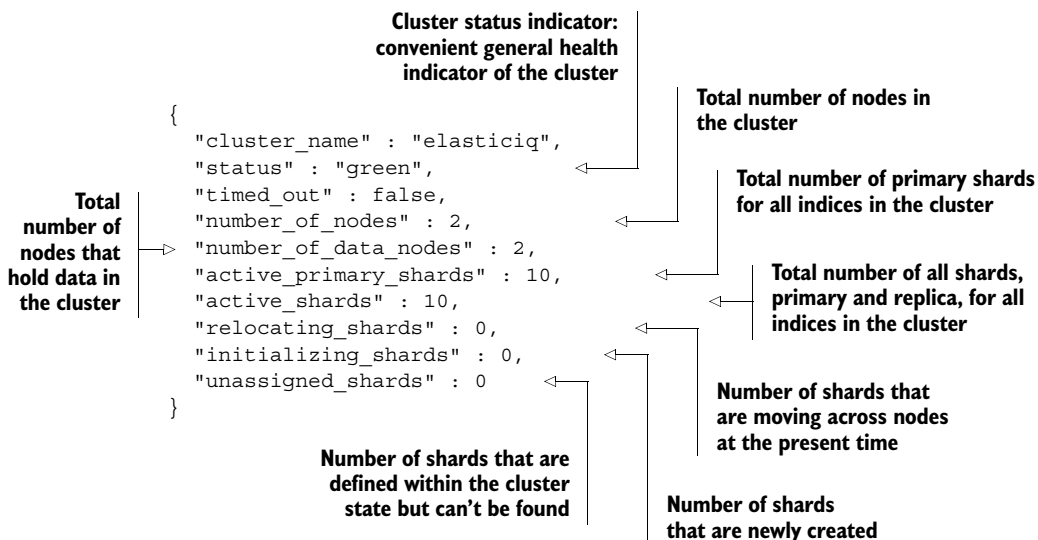 Cluster status indicator:
convenient general health
indicator of the cluster
Total number of nodes in
the cluster
{
"cluster_name" : "elasticiq",
"status" : "green",
"timed_out" : false,
"number_of_nodes" : 2,
"number_of_data_nodes" : 2,
"active_primary_shards" : 10,
"active_shards" : 10,
"relocating_shards" : 0,
"initializing_shards" : 0,
"unassigned_shards" : 0
}
Total
number of
nodes that
hold data in
the cluster
Total number of primary shards
for all indices in the cluster
Total number of all shards,
primary and replica, for all
indices in the cluster
Number of shards that
are moving across nodes
at the present time
Number of shards that are
defined within the cluster
state but can't be found
Number of shards
that are newly created